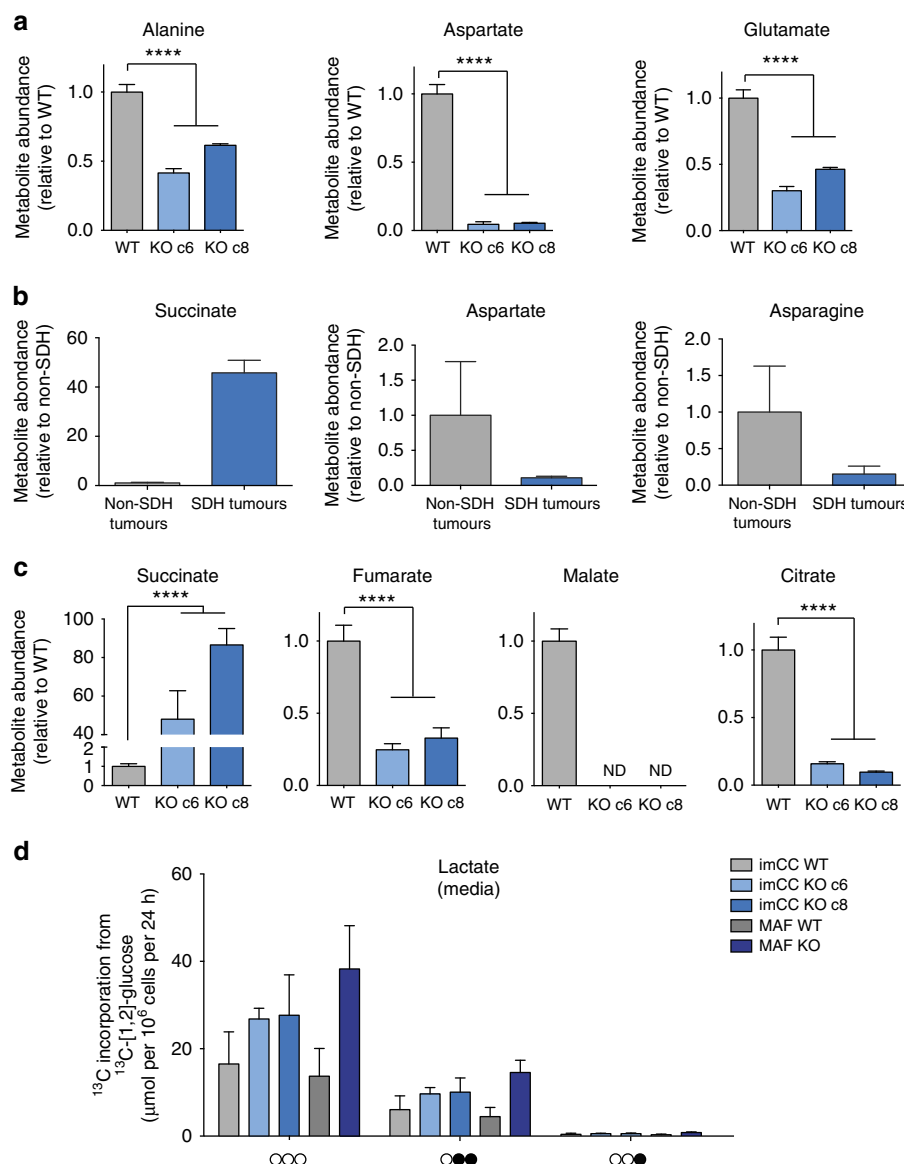 a
Alanine
Aspartate
Glutamate
Metabolite abundance
(relative to WT)
1.0
0.5
0.0
****
WT KO c6 KO c8
Metabolite abundance
(relative to WT)
1.0
0.5
0.0
****
WT KO c6 KO c8
Metabolite abundance
(relative to WT)
1.0
0.5
0.0
****
WT KO c6 KO c8
b
Succinate
Aspartate
Asparagine
Metabolite abondance
(relative to non-SDH)
60
40
20
0
Non-SDH tumours
SDH tumours
Metabolite abundance
(relative to non-SDH)
2.0
1.5
1.0
0.5
0.0
Non-SDH tumours
SDH tumours
Metabolite abundance
(relative to non-SDH)
2.0
1.5
1.0
0.5
0.0
Non-SDH tumours
SDH tumours
c
Succinate
Fumarate
Malate
Citrate
Metabolite abundance
(relative to WT)
100
80
60
40
2
1
0
****
WT KO c6 KO c8
1.0
0.5
0.0
****
WT KO c6 KO c8
1.0
0.5
0.0
ND ND
WT KO c6 KO c8
1.0
0.5
0.0
****
WT KO c6 KO c8
d
Lactate
(media)
¹³C incorporation from
¹³C-[1,2]-glucose
(µmol per 10⁶ cells per 24 h)
60
40
20
0
imCC WT
imCC KO c6
imCC KO c8
MAF WT
MAF KO